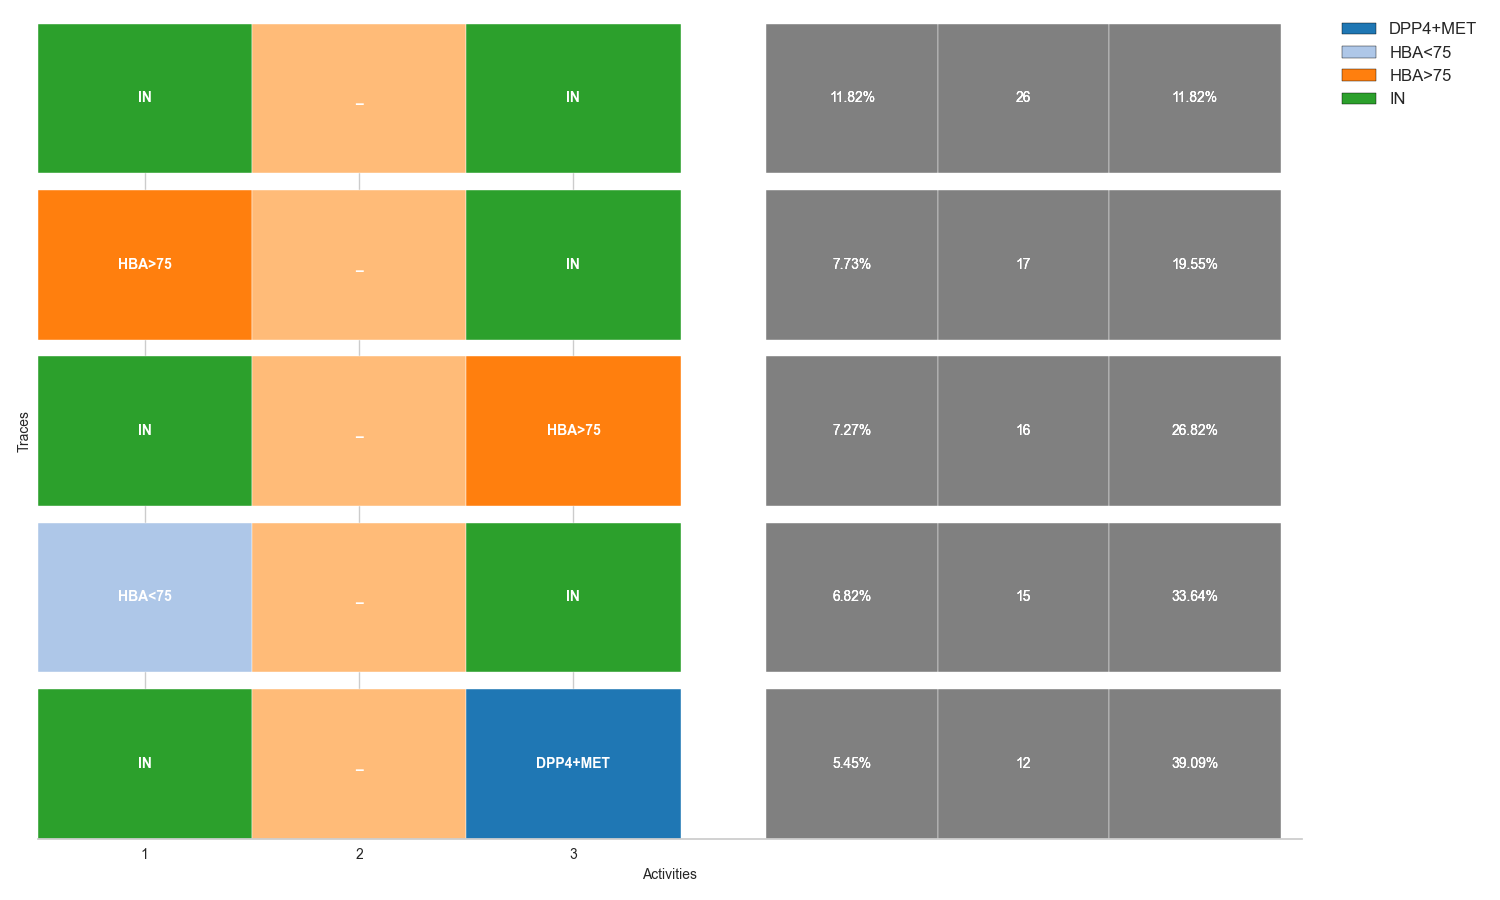 IN _ IN 11.82% 26 11.82%
HBA>75 _ IN 7.73% 17 19.55%
IN _ HBA>75 7.27% 16 26.82%
HBA<75 _ IN 6.82% 15 33.64%
IN _ DPP4+MET 5.45% 12 39.09%
Traces
1 2 3
Activities
DPP4+MET
HBA<75
HBA>75
IN